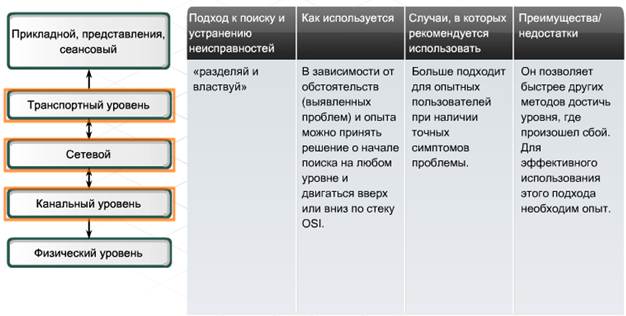 Прикладной, представления,
сеансовый
Транспортный уровень
Сетевой
Канальный уровень
Физический уровень
Подход к поиску и
устранению
неисправностей
Как используется
Случаи, в которых
рекомендуется
использовать
Преимущества/
недостатки
«разделяй и
властвуй»
В зависимости от
обстоятельств
(выявленных
проблем) и опыта
можно принять
решение о начале
поиска на любом
уровне и
двигаться вверх
или вниз по стеку
OSI.
Больше подходит
для опытных
пользователей
при наличии
точных
симптомов
проблемы.
Он позволяет
быстрее других
методов достичь
уровня, где
произошел сбой.
Для
эффективного
использования
этого подхода
необходим опыт.